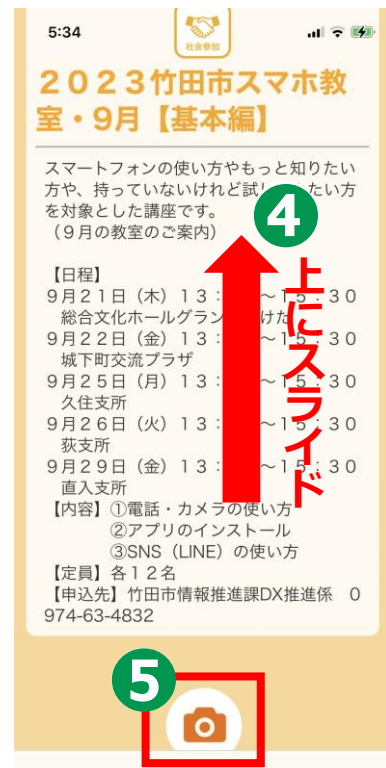 5:34
社会参加
２０２３竹田市スマホ教
室・9月【基本編】
スマートフォンの使い方やもっと知りたい
方や、持っていないけれど試し たい方
を対象とした講座です。
（９月の教室のご案内）
4
上にスライド
【日程】
９月２１日（木）１３： ～１５：３０
総合文化ホールグラン けた
９月２２日（金）１３： ～１５：３０
城下町交流プラザ
９月２５日（月）１３： ～１５：３０
久住支所
９月２６日（火）１３： ～１５：３０
荻支所
９月２９日（金）１３： ～１５：３０
直入支所
【内容】①電話・カメラの使い方
②アプリのインストール
③SNS（LINE）の使い方
【定員】各１２名
【申込先】竹田市情報推進課DX推進係　０
974-63-4832
5